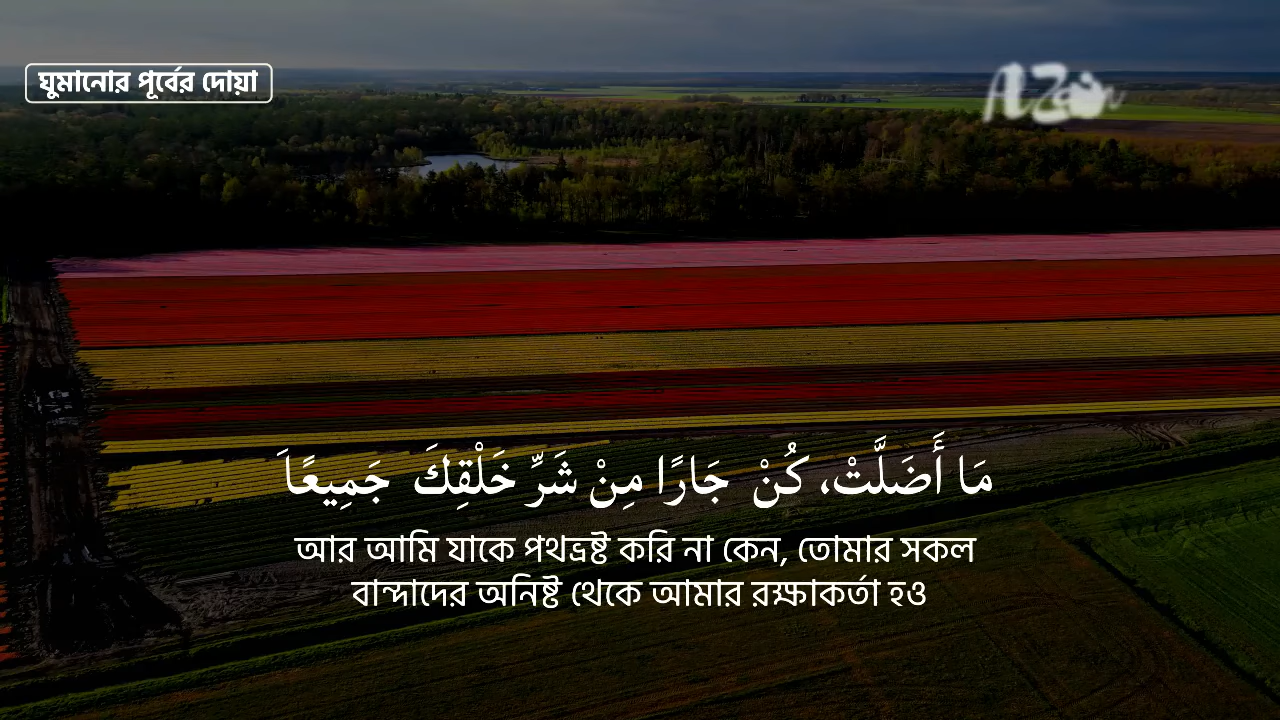 ঘুমানোর পূর্বের দোয়া
مَا أَضَلَّتْ، كُنْ جَارًا مِنْ شَرِّ خَلْقِكَ جَمِيعًاَ
আর আমি যাকে পথভ্রষ্ট করি না কেন, তোমার সকল
বান্দাদের অনিষ্ট থেকে আমার রক্ষাকর্তা হও